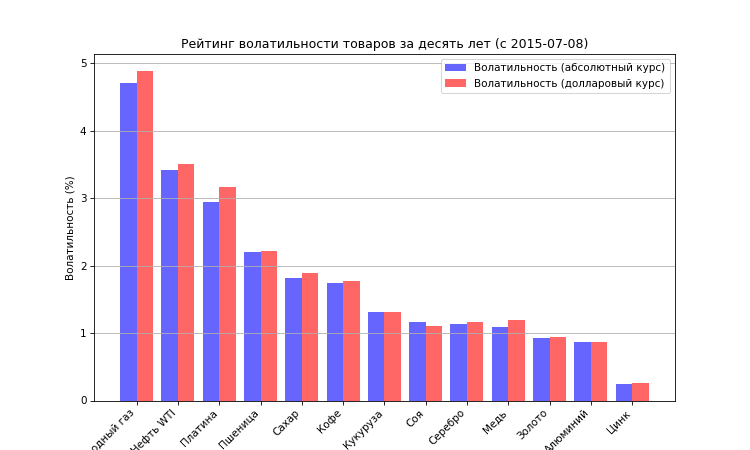 Рейтинг волатильности товаров за десять лет (с 2015-07-08)
Волатильность (абсолютный курс)
Волатильность (долларовый курс)
Волатильность (%)
5
4
3
2
1
0
одный газ
Нефть WTI
Платина
Пшеница
Сахар
Кофе
Кукуруза
Соя
Серебро
Медь
Золото
Алюминий
Цинк